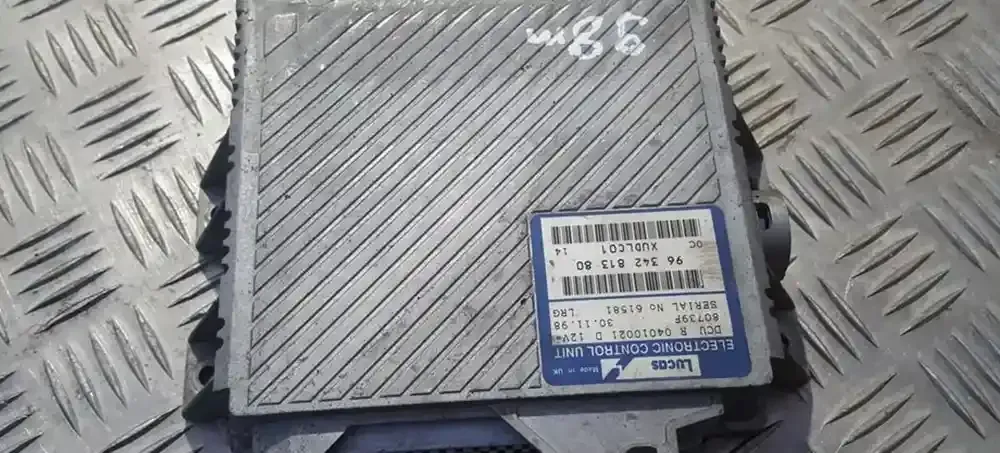 Lucas Made in UK
ELECTRONIC CONTROL UNIT
DCU R 04010021 D 12V
80739F 30.11.98
SERIAL No 61581 LRG
96 342 813 80
OC XUDLC01 14